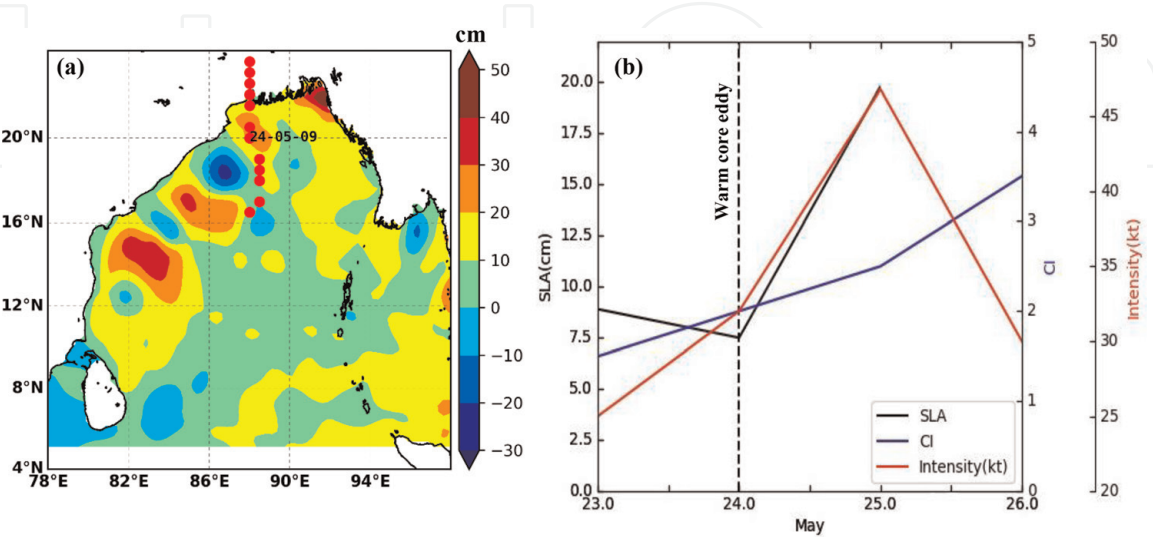 cm
(a)
50
40
30
20
10
0
−10
−20
−30
20°N
16°N
12°N
8°N
4°N
24-05-09
78°E 82°E 86°E 90°E 94°E
(b)
Warm core eddy
SLA(cm)
20.0
17.5
15.0
12.5
10.0
7.5
5.0
2.5
0.0
23.0 24.0 25.0 26.0
May
5
4
3
2
1
0
CI
50
45
40
35
30
25
20
Intensity(kt)
SLA
CI
Intensity(kt)